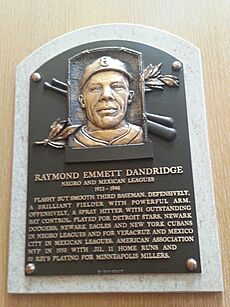 RAYMOND EMMETT DANDRIDGE
NEGRO AND MEXICAN LEAGUES
1933 - 1948
FLASHY BUT SMOOTH THIRD BASEMAN. DEFENSIVELY,
A BRILLIANT FIELDER WITH POWERFUL ARM.
OFFENSIVELY, A SPRAY HITTER WITH OUTSTANDING
BAT CONTROL. PLAYED FOR DETROIT STARS, NEWARK
DODGERS, NEWARK EAGLES AND NEW YORK CUBANS
IN NEGRO LEAGUES AND FOR VERACRUZ AND MEXICO
CITY IN MEXICAN LEAGUES. AMERICAN ASSOCIATION
MVP IN 1950 WITH .311, 11 HOME RUNS AND
80 RBI'S PLAYING FOR MINNEAPOLIS MILLERS.